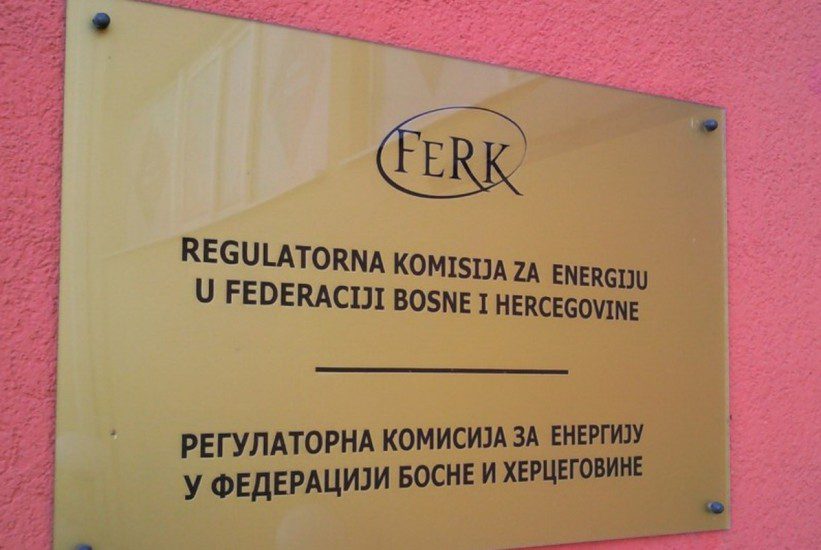 FERK
REGULATORNA KOMISIJA ZA ENERGIJU
U FEDERACIJI BOSNE I HERCEGOVINE
РЕГУЛАТОРНА КОМИСИЈА ЗА ЕНЕРГИЈУ
У ФЕДЕРАЦИЈИ БОСНЕ И ХЕРЦЕГОВИНЕ